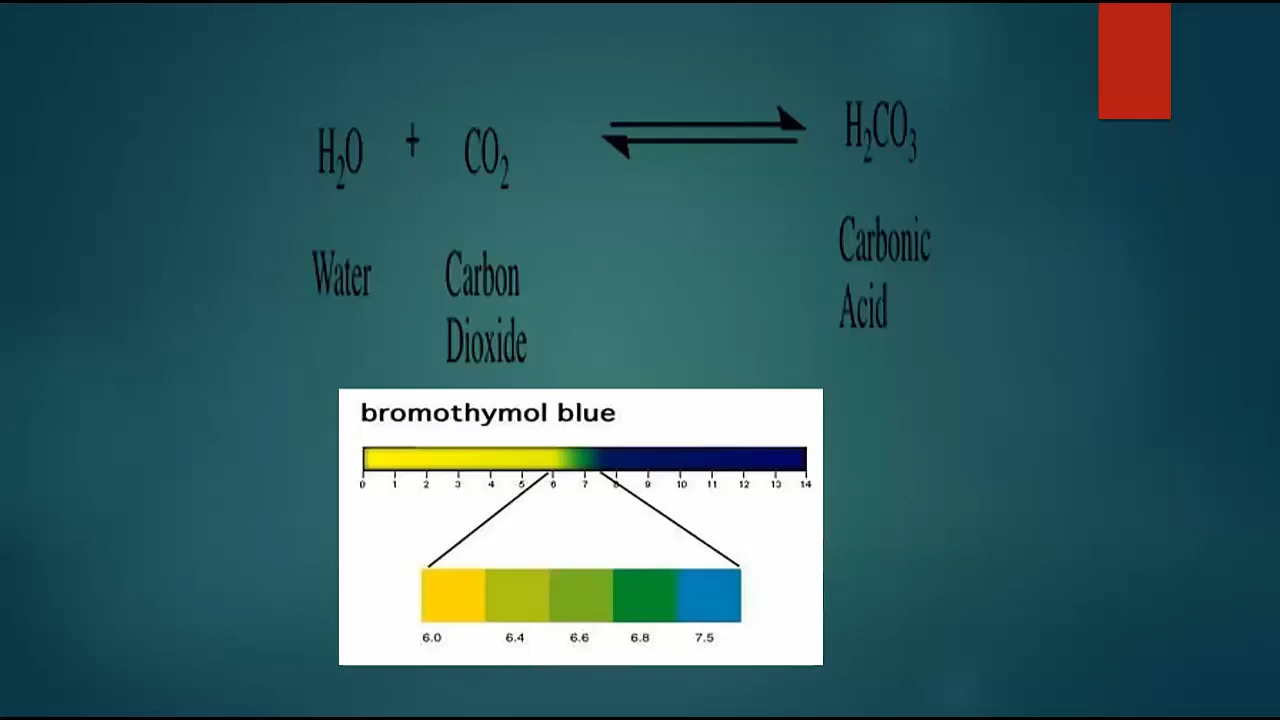 H₂O + CO₂ ⇌ H₂CO₃
Water Carbon Dioxide Carbonic Acid
bromothymol blue
0 1 2 3 4 5 6 7 8 9 10 11 12 13 14
6.0 6.4 6.6 6.8 7.5